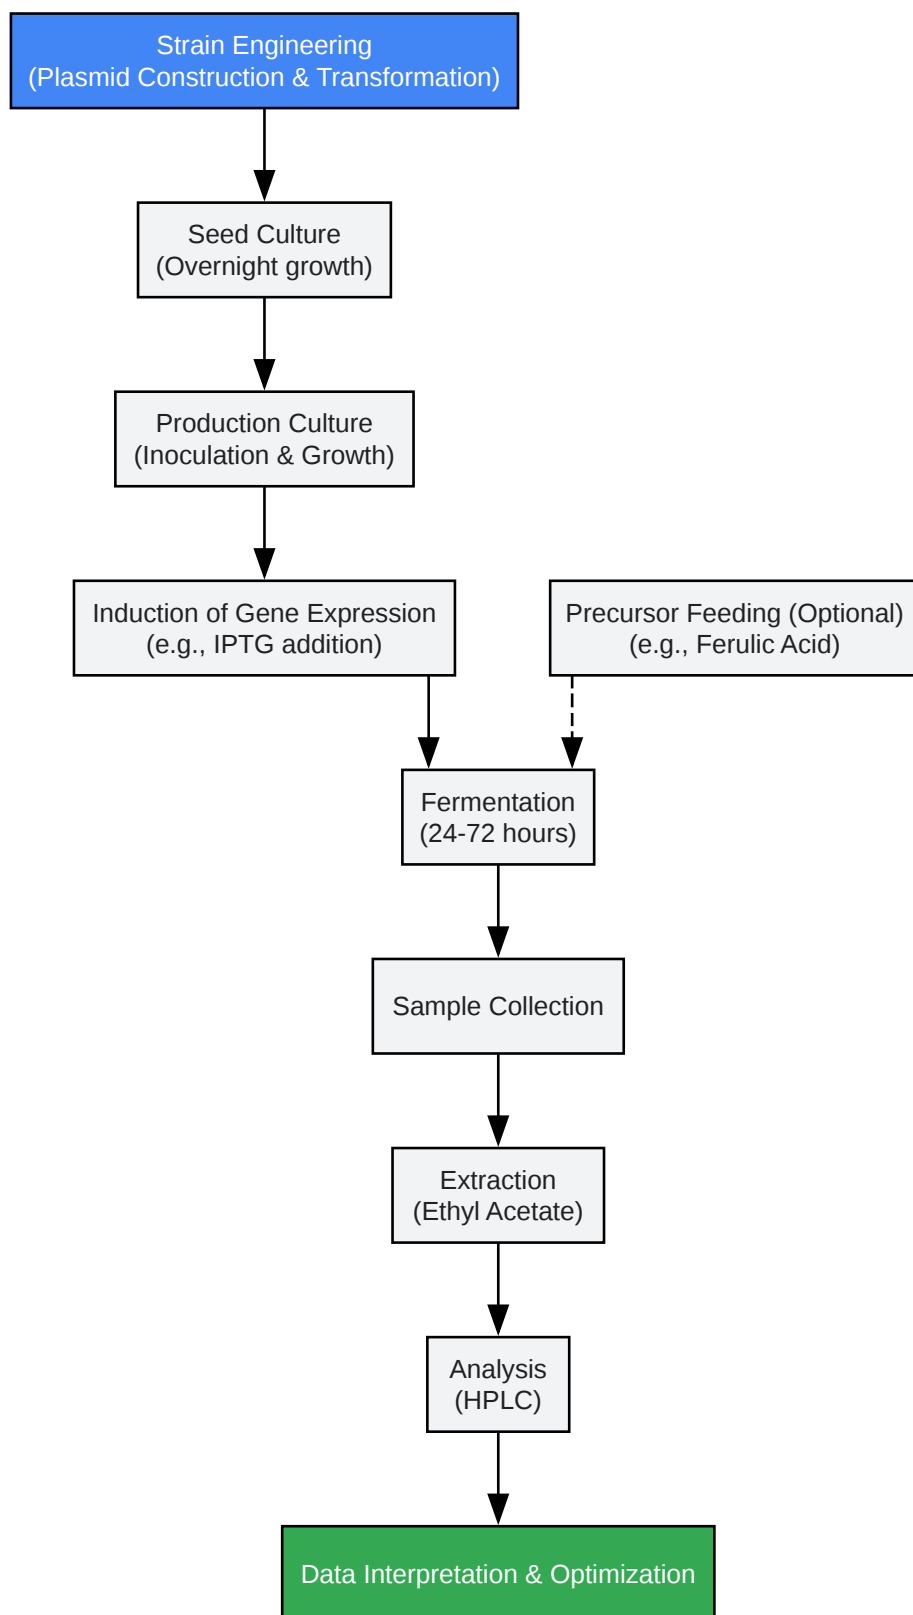 Strain Engineering
(Plasmid Construction & Transformation)
Seed Culture
(Overnight growth)
Production Culture
(Inoculation & Growth)
Induction of Gene Expression
(e.g., IPTG addition)
Precursor Feeding (Optional)
(e.g., Ferulic Acid)
Fermentation
(24-72 hours)
Sample Collection
Extraction
(Ethyl Acetate)
Analysis
(HPLC)
Data Interpretation & Optimization